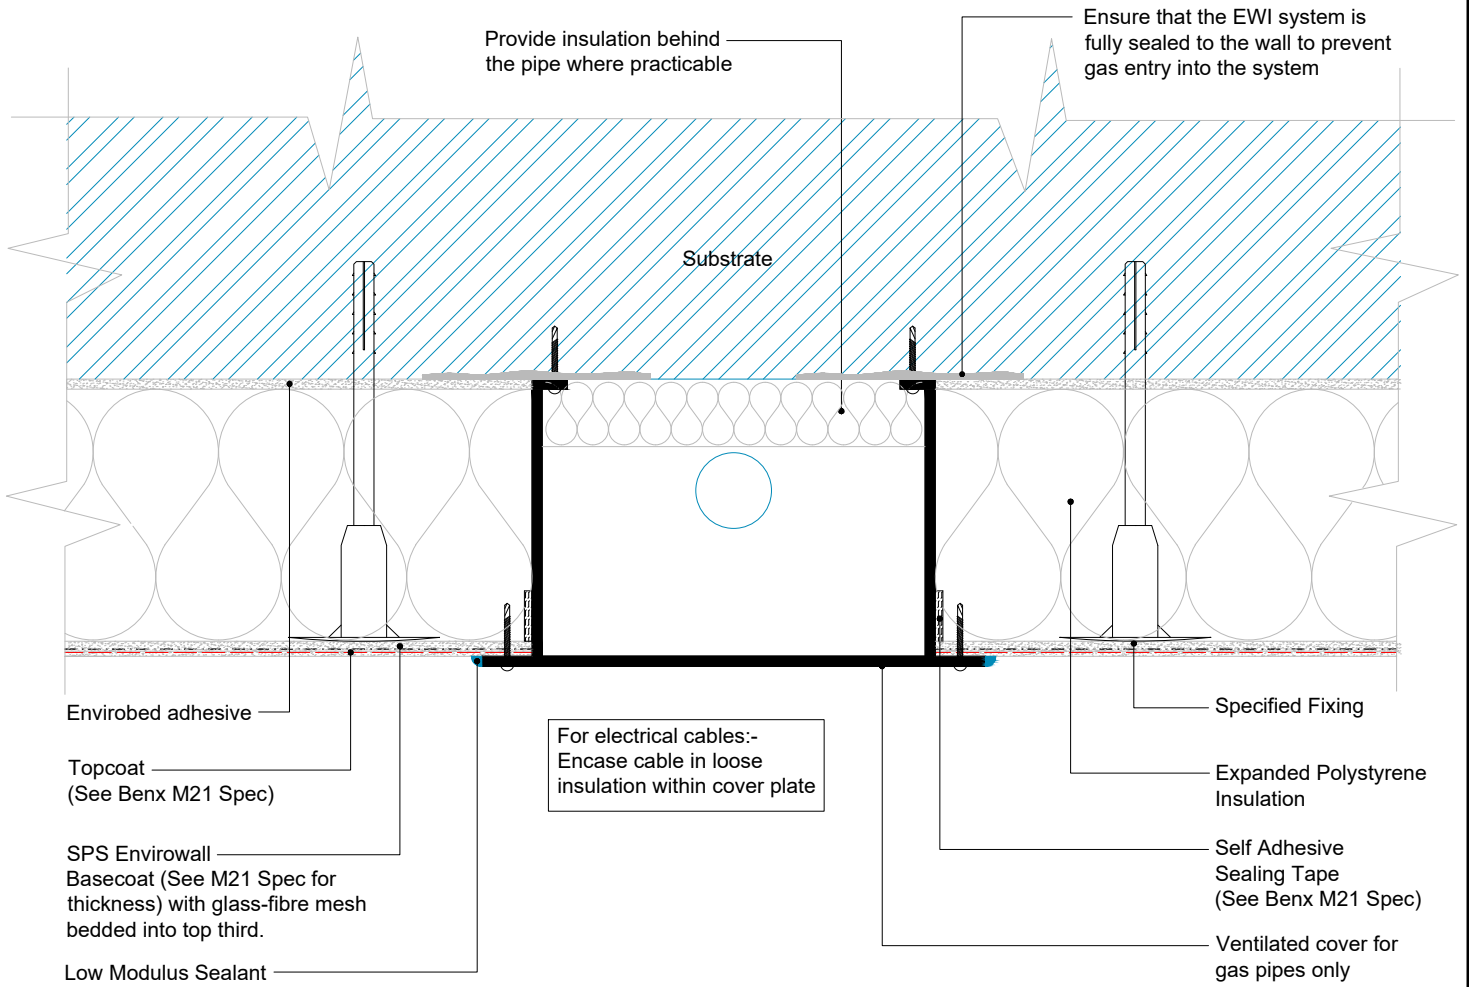 Provide insulation behind
the pipe where practicable
Ensure that the EWI system is
fully sealed to the wall to prevent
gas entry into the system
Substrate
Envirobed adhesive
Topcoat
(See Benx M21 Spec)
SPS Envirowall
Basecoat (See M21 Spec for
thickness) with glass-fibre mesh
bedded into top third.
Low Modulus Sealant
For electrical cables:-
Encase cable in loose
insulation within cover plate
Specified Fixing
Expanded Polystyrene
Insulation
Self Adhesive
Sealing Tape
(See Benx M21 Spec)
Ventilated cover for
gas pipes only